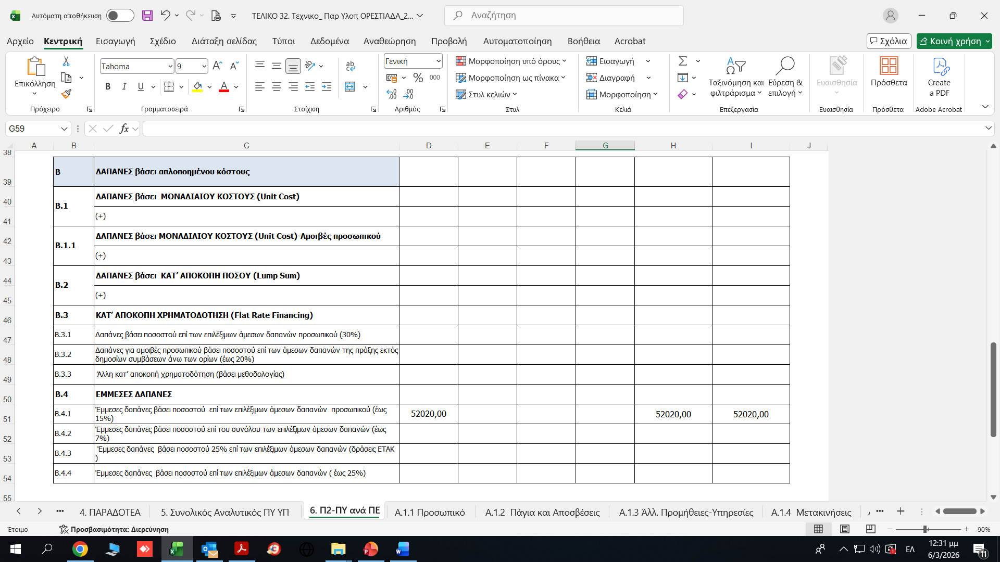 Αυτόματη αποθήκευση
ΤΕΛΙΚΟ 32. Τεχνικο_ Παρ Υλοπ ΟΡΕΣΤΙΑΔΑ_2...
Αναζήτηση
Αρχείο Κεντρική Εισαγωγή Σχέδιο Διάταξη σελίδας Τύποι Δεδομένα Αναθεώρηση Προβολή Αυτοματοποίηση Βοήθεια Acrobat
Σχόλια Κοινή χρήση
Επικόλληση
Πρόχειρο
Tahoma 9
B I U
Γραμματοσειρά
Στοίχιση
Γενική
% 000
Αριθμός
Μορφοποίηση υπό όρους
Μορφοποίηση ως πίνακα
Στυλ κελιών
Στυλ
Εισαγωγή
Διαγραφή
Μορφοποίηση
Κελιά
Ταξινόμηση και φιλτράρισμα
Εύρεση & επιλογή
Επεξεργασία
Ευαισθησία
Ευαισθησία
Πρόσθετα
Πρόσθετα
Create a PDF
Adobe Acrobat
G59 fx
A B C D E F G H I J
38
39 Β ΔΑΠΑΝΕΣ βάσει απλοποημένου κόστους
40 Β.1 ΔΑΠΑΝΕΣ βάσει ΜΟΝΑΔΙΑΙΟΥ ΚΟΣΤΟΥΣ (Unit Cost)
41 (+)
42 Β.1.1 ΔΑΠΑΝΕΣ βάσει ΜΟΝΑΔΙΑΙΟΥ ΚΟΣΤΟΥΣ (Unit Cost)-Αμοιβές προσωπικού
43 (+)
44 Β.2 ΔΑΠΑΝΕΣ βάσει ΚΑΤ’ ΑΠΟΚΟΠΗ ΠΟΣΟΥ (Lump Sum)
45 (+)
46 Β.3 ΚΑΤ’ ΑΠΟΚΟΠΗ ΧΡΗΜΑΤΟΔΟΤΗΣΗ (Flat Rate Financing)
47 Β.3.1 Δαπάνες βάσει ποσοστού επί των επιλέξιμων άμεσων δαπανών προσωπικού (30%)
48 Β.3.2 Δαπάνες για αμοιβές προσωπικού βάσει ποσοστού επί των άμεσων δαπανών της πράξης εκτός
δημοσίων συμβάσεων άνω των ορίων (έως 20%)
49 Β.3.3 Άλλη κατ’ αποκοπή χρηματοδότηση (βάσει μεθοδολογίας)
50 Β.4 ΕΜΜΕΣΕΣ ΔΑΠΑΝΕΣ
51 Β.4.1 Έμμεσες δαπάνες βάσει ποσοστού επί των επιλέξιμων άμεσων δαπανών προσωπικού (έως
15%) 52020,00 52020,00 52020,00
52 Β.4.2 Έμμεσες δαπάνες βάσει ποσοστού επί του συνόλου των επιλέξιμων άμεσων δαπανών (έως
7%)
53 Β.4.3 Έμμεσες δαπάνες βάσει ποσοστού 25% επί των επιλέξιμων άμεσων δαπανών (δράσεις ΕΤΑΚ
)
54 Β.4.4 Έμμεσες δαπάνες βάσει ποσοστού επί των επιλέξιμων άμεσων δαπανών ( έως 25%)
55
4. ΠΑΡΑΔΟΤΕΑ 5. Συνολικός Αναλυτικός ΠΥ ΥΠ 6. Π2-ΠΥ ανά ΠΕ Α.1.1 Προσωπικό Α.1.2 Πάγια και Αποσβέσεις Α.1.3 Άλλ. Προμήθειες-Υπηρεσίες Α.1.4 Μετακινήσεις
Έτοιμο Προσβασιμότητα: Διερεύνηση 90%
ΕΛ 12:31 μμ
6/3/2026
11